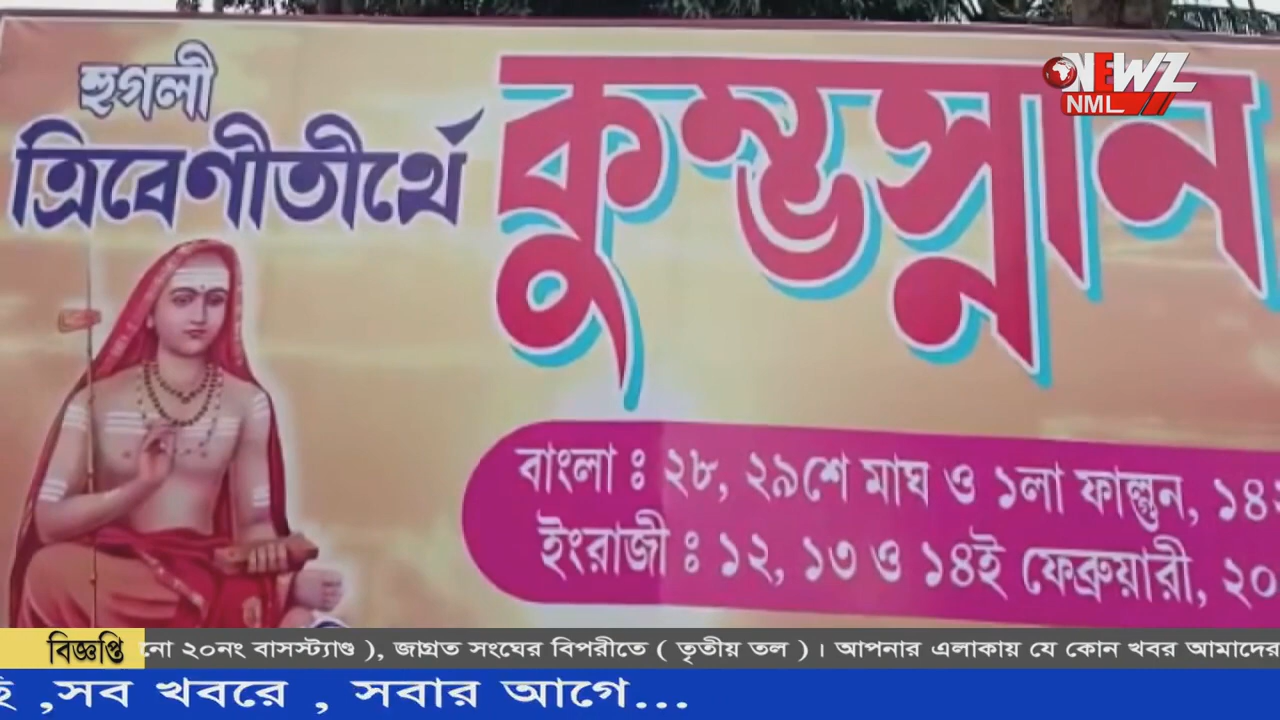 হুগলী
ত্রিবেণীতীর্থে
কুম্ভস্নান
NEWZ
NML
বাংলা ঃ ২৮, ২৯শে মাঘ ও ১লা ফাল্গুন,
ইংরাজী ঃ ১২, ১৩ ও ১৪ই ফেব্রুয়ারী,
বিজ্ঞপ্তি
নো ২০নং বাসস্ট্যাণ্ড ), জাগ্রত সংঘের বিপরীতে ( তৃতীয় তল ) । আপনার এলাকায় যে কোন খবর আমাদের
,সব খবরে , সবার আগে...